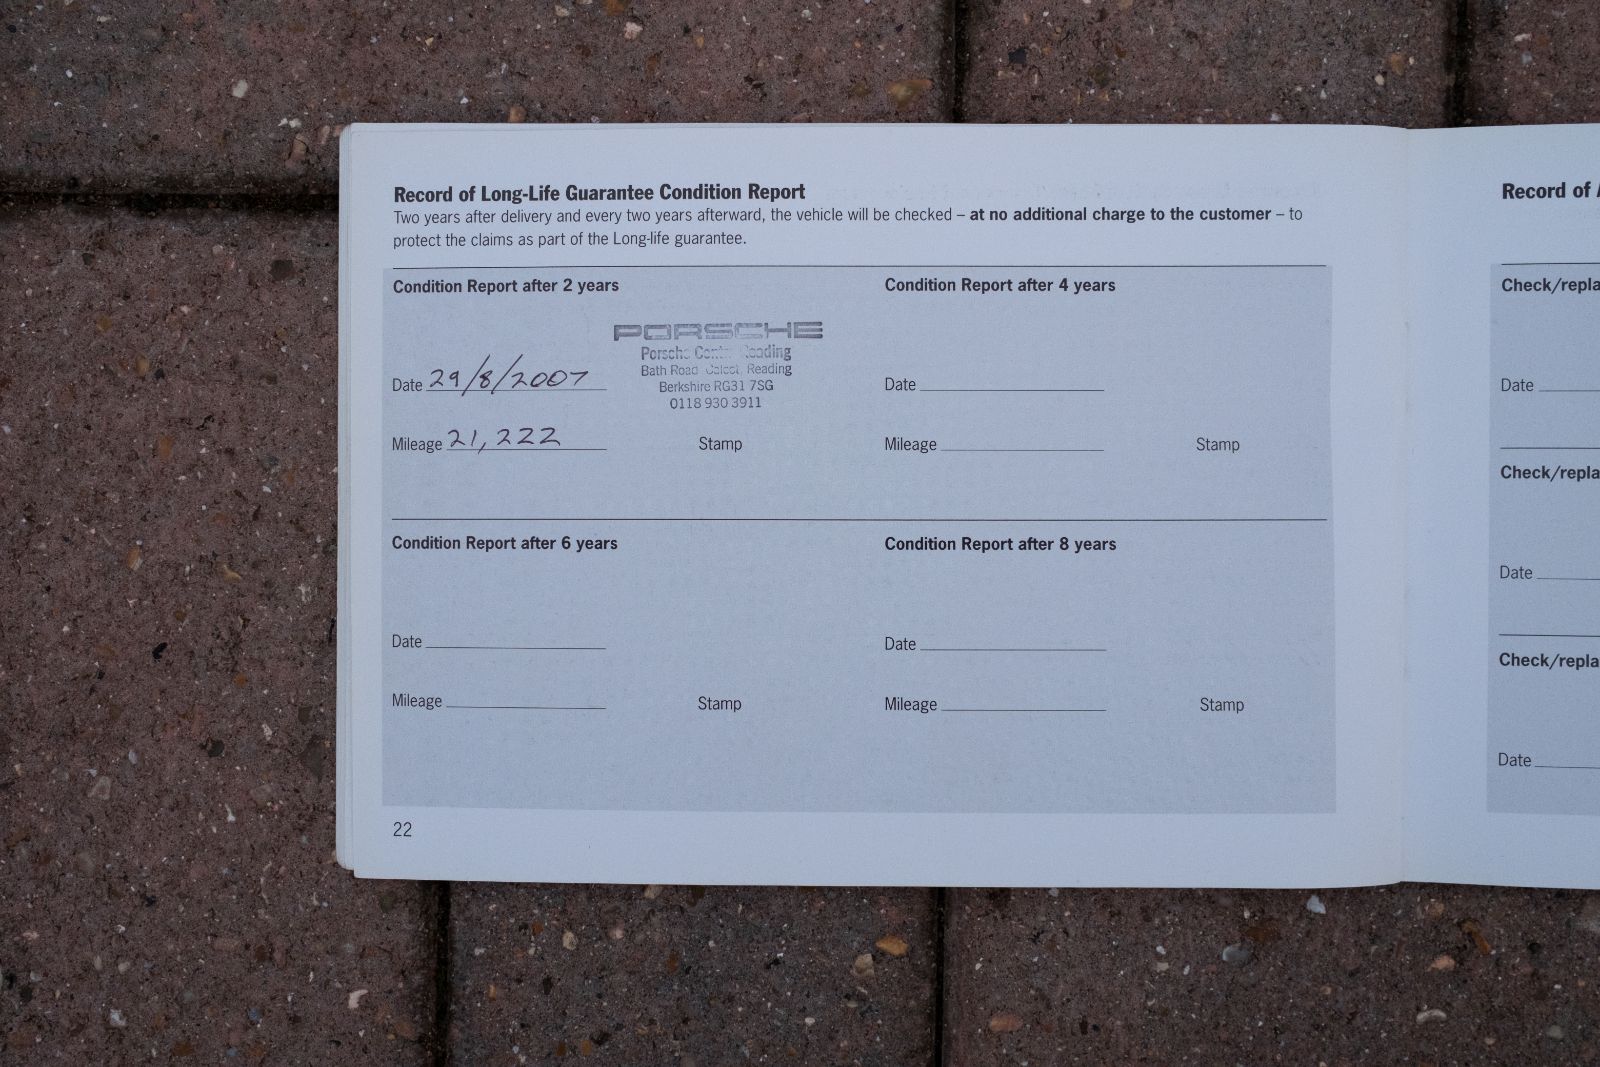 Record of Long-Life Guarantee Condition Report
Two years after delivery and every two years afterward, the vehicle will be checked – at no additional charge to the customer – to
protect the claims as part of the Long-life guarantee.
Condition Report after 2 years
PORSCHE
Porsche Centre Reading
Bath Road Calcot, Reading
Berkshire RG31 7SG
0118 930 3911
Date 29/8/2007
Mileage 21,222
Stamp
Condition Report after 4 years
Date
Mileage
Stamp
Condition Report after 6 years
Date
Mileage
Stamp
Condition Report after 8 years
Date
Mileage
Stamp
22
Record of
Check/repla
Date
Check/repla
Date
Check/repla
Date